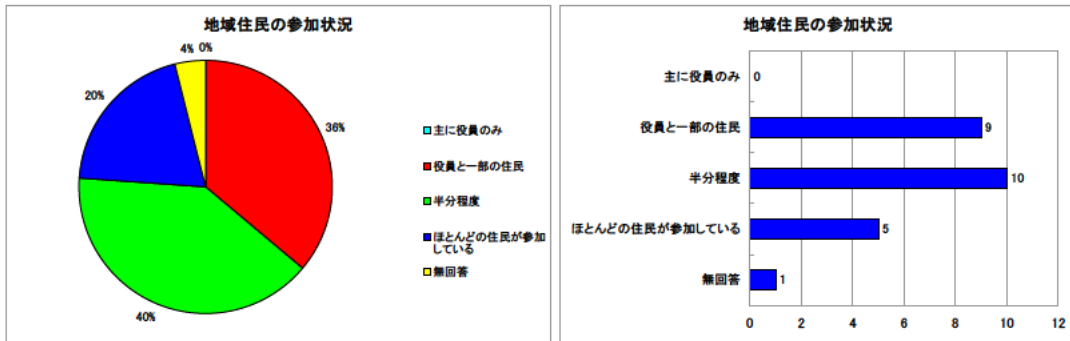 地域住民の参加状況
4% 0%
20%
36%
40%
主に役員のみ
役員と一部の住民
半分程度
ほとんどの住民が参加
している
無回答
地域住民の参加状況
主に役員のみ 0
役員と一部の住民 9
半分程度 10
ほとんどの住民が参加している 5
無回答 1
0 2 4 6 8 10 12